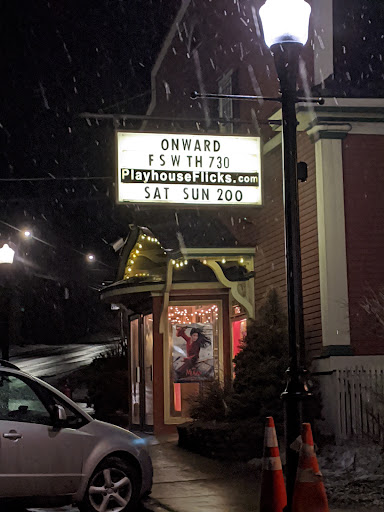 ONWARD
F S W TH 730
PlayhouseFlicks.com
SAT SUN 200